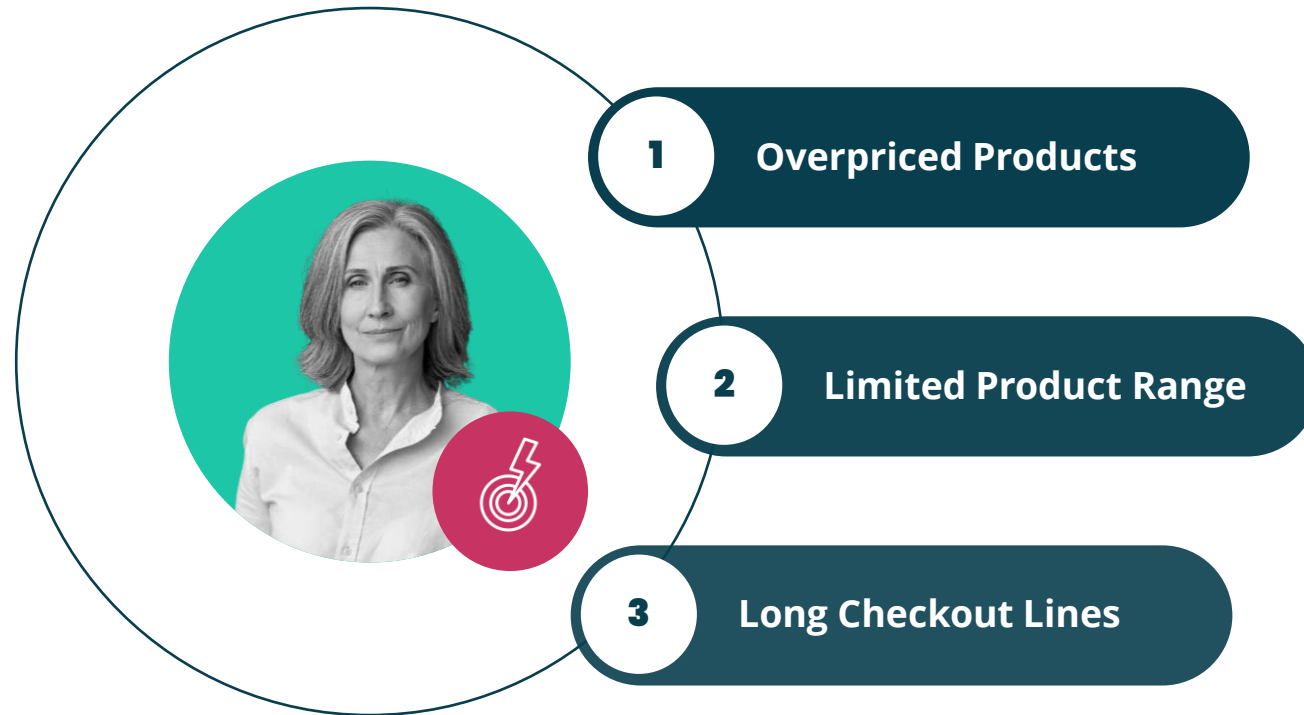 1
Overpriced Products
2
Limited Product Range
3
Long Checkout Lines